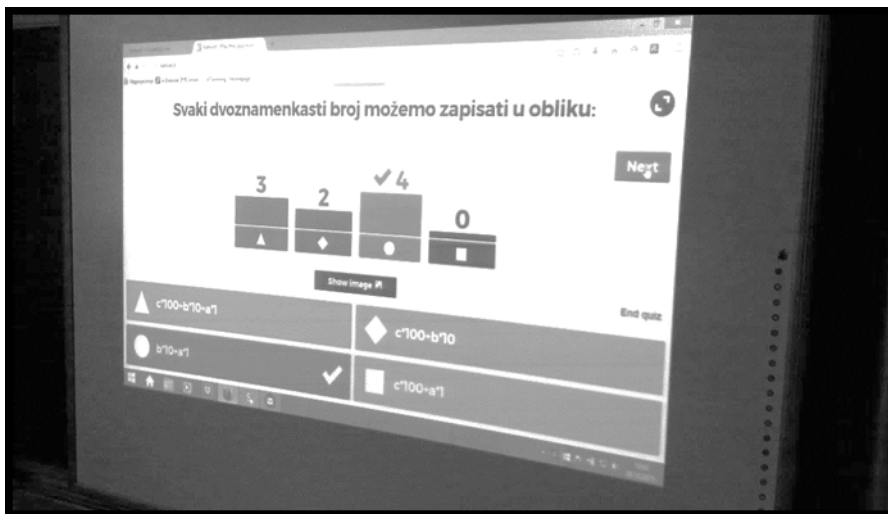 Svaki dvoznamenkasti broj možemo zapisati u obliku:
Next
3
2
4
0
Show image
End quiz
c*100+b*10+a*1
c*100+b*10
b*10+a*1
c*100+a*1